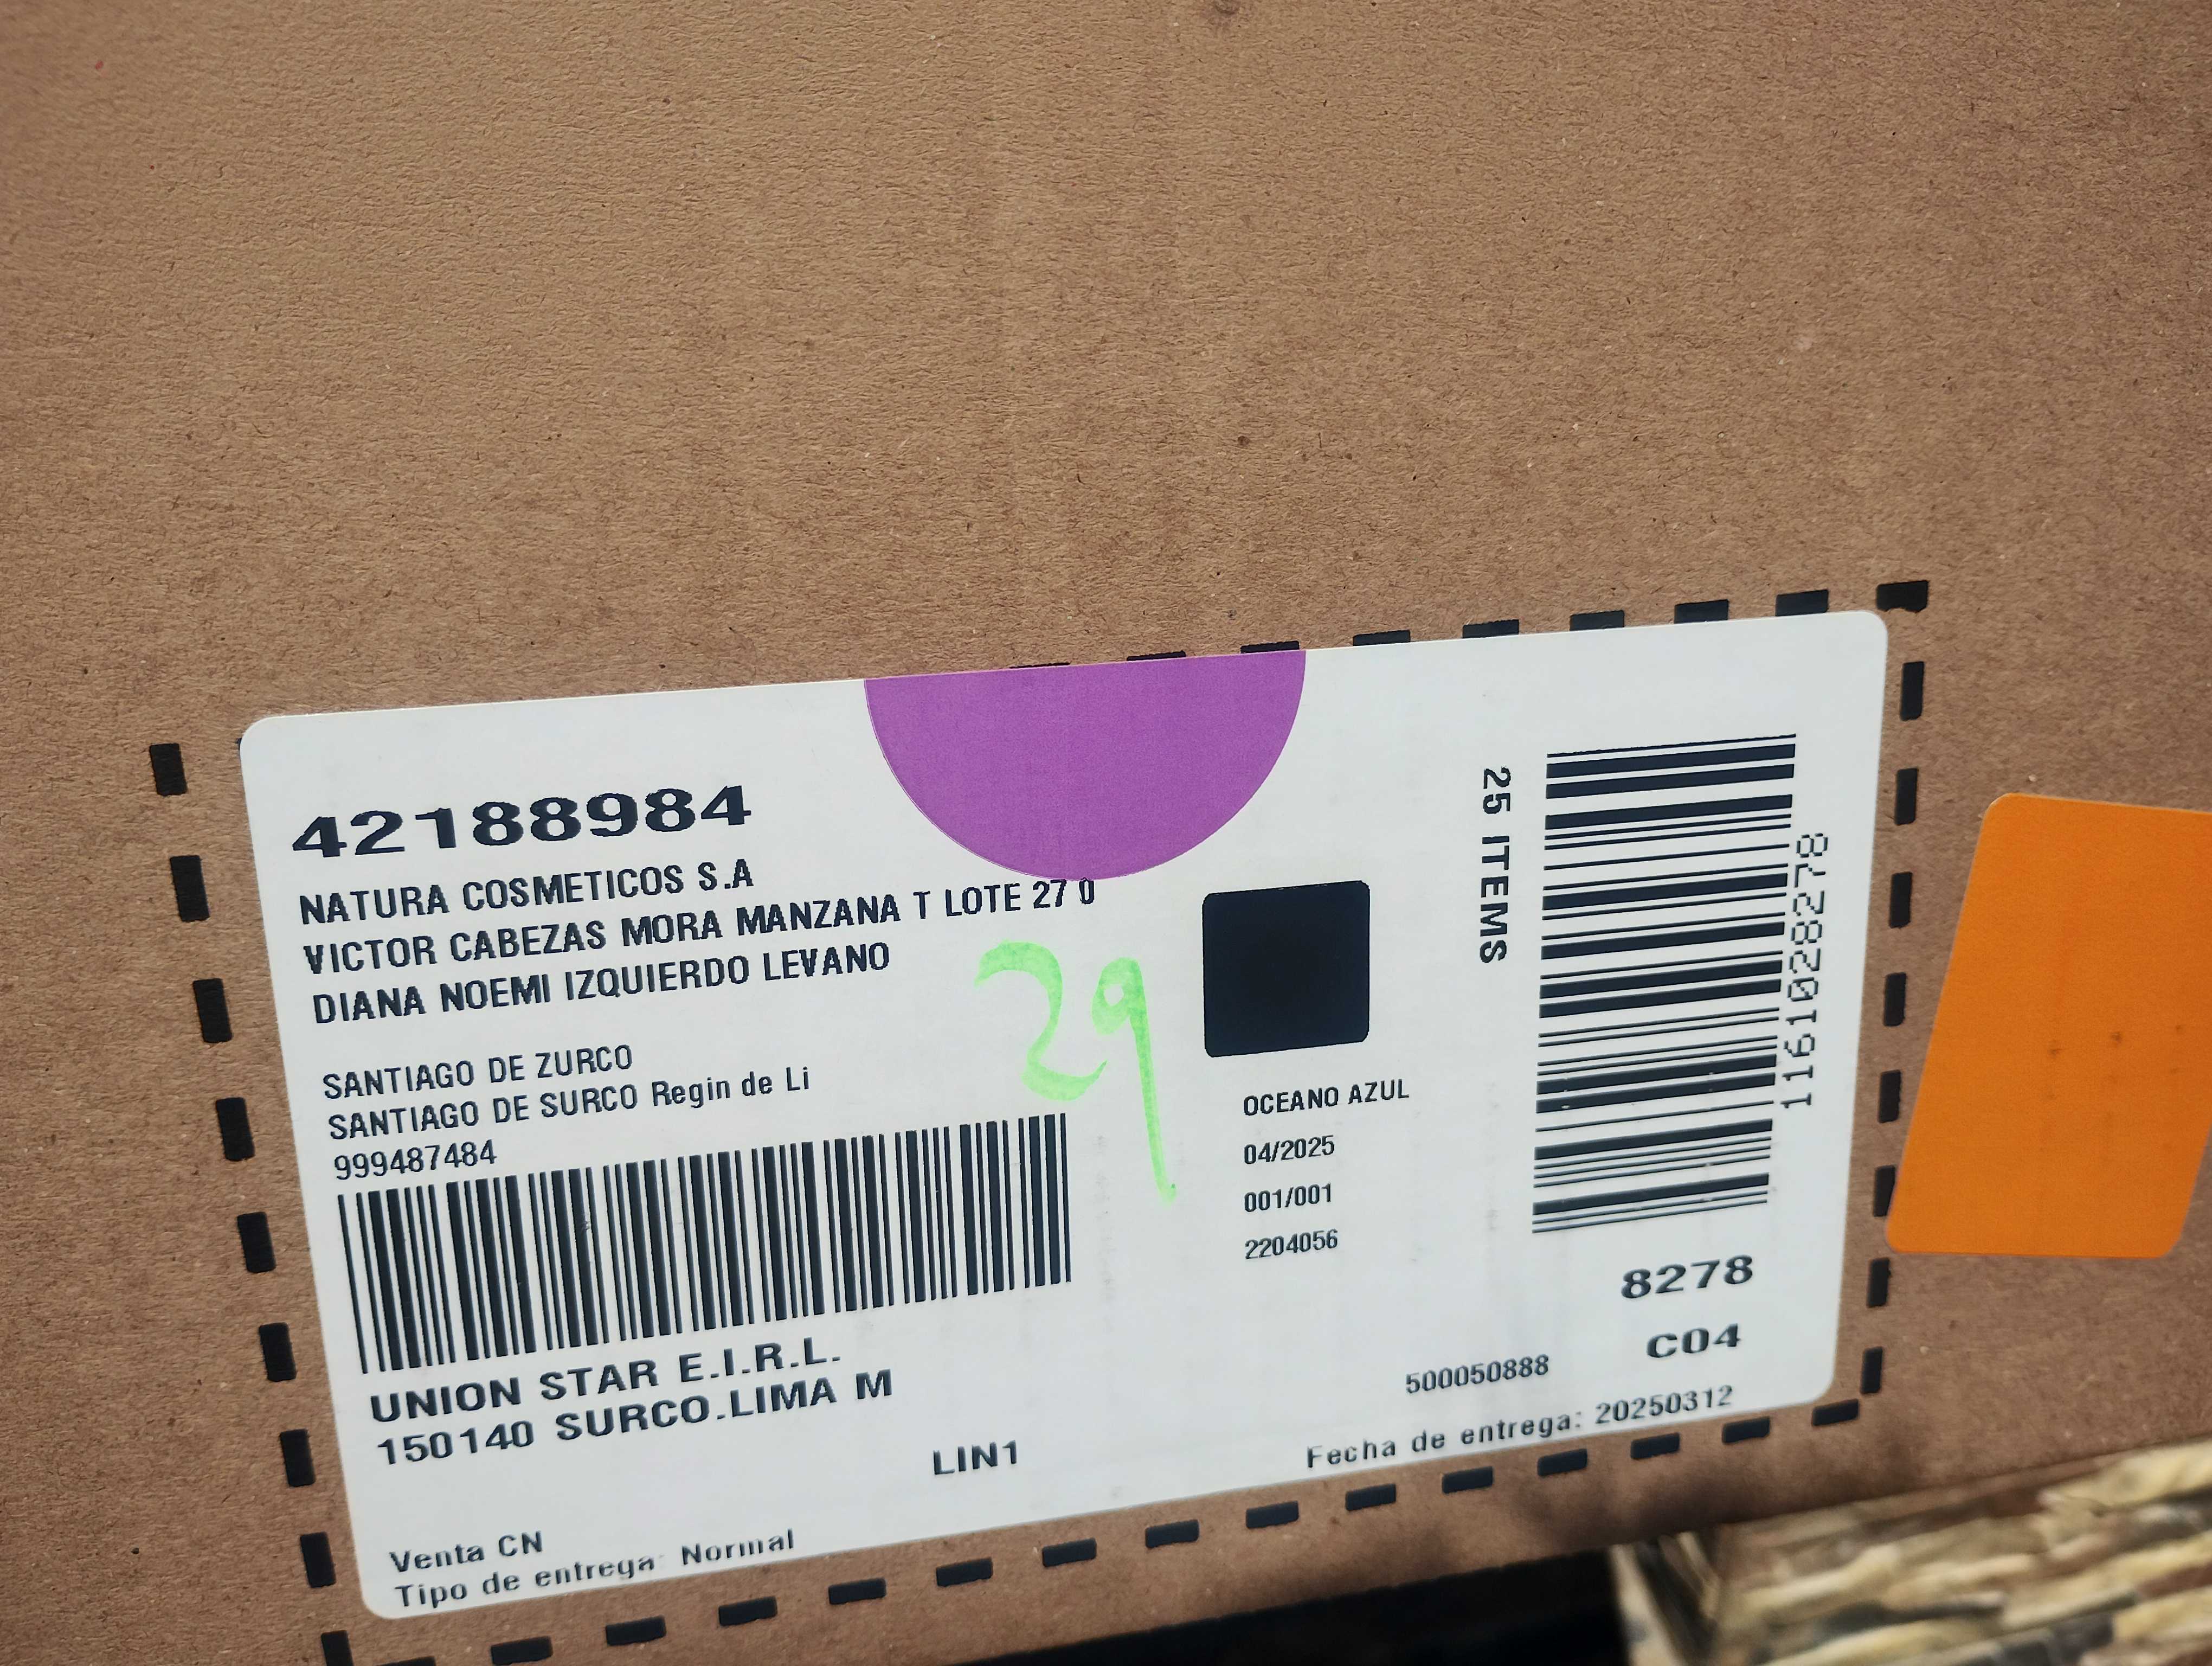 42188984
NATURA COSMETICOS S.A
VICTOR CABEZAS MORA MANZANA T LOTE 27 0
DIANA NOEMI IZQUIERDO LEVANO
SANTIAGO DE ZURCO
SANTIAGO DE SURCO Regin de Li
999487484
29
UNION STAR E.I.R.L.
150140 SURCO.LIMA M
LIN1
Venta CN
Tipo de entrega: Normal
OCEANO AZUL
04/2025
001/001
2204056
25 ITEMS
1161028278
8278
C04
500050888
Fecha de entrega: 20250312